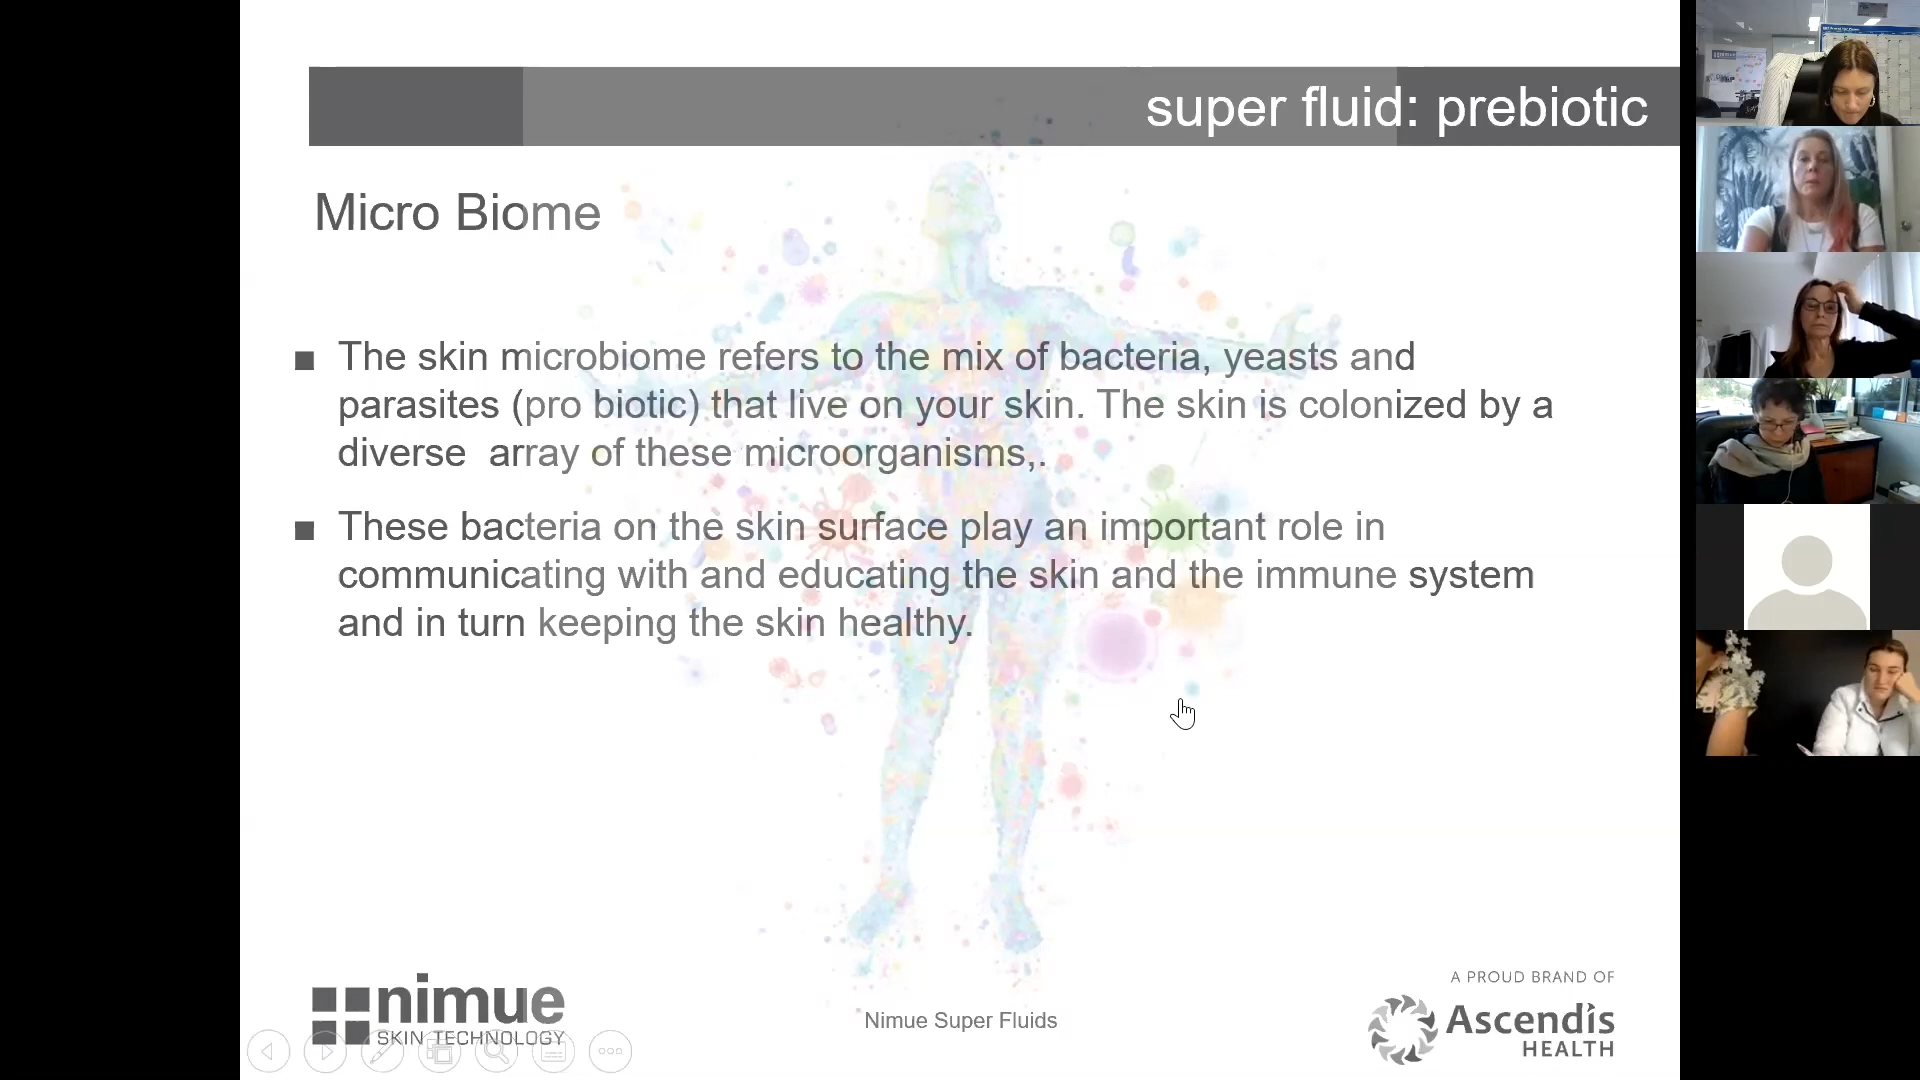 super fluid: prebiotic
Micro Biome
■ The skin microbiome refers to the mix of bacteria, yeasts and
parasites (pro biotic) that live on your skin. The skin is colonized by a
diverse  array of these microorganisms,.
■ These bacteria on the skin surface play an important role in
communicating with and educating the skin and the immune system
and in turn keeping the skin healthy.
nimue
SKIN TECHNOLOGY
Nimue Super Fluids
A PROUD BRAND OF
Ascendis
HEALTH